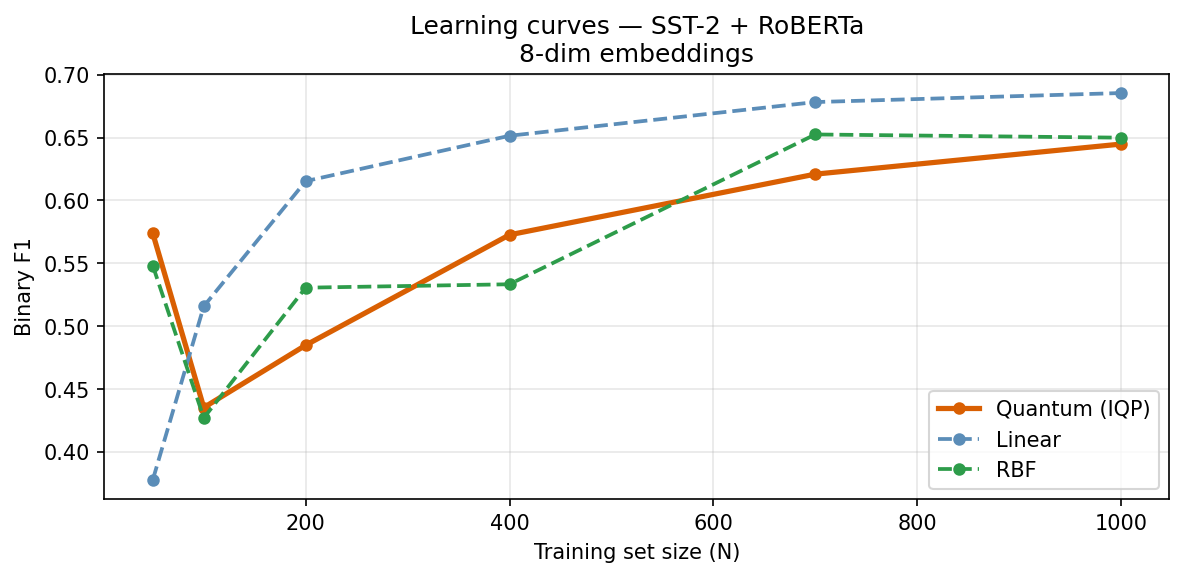 Learning curves — SST-2 + RoBERTa
8-dim embeddings
Binary F1
0.70
0.65
0.60
0.55
0.50
0.45
0.40
200
400
600
800
1000
Training set size (N)
Quantum (IQP)
Linear
RBF